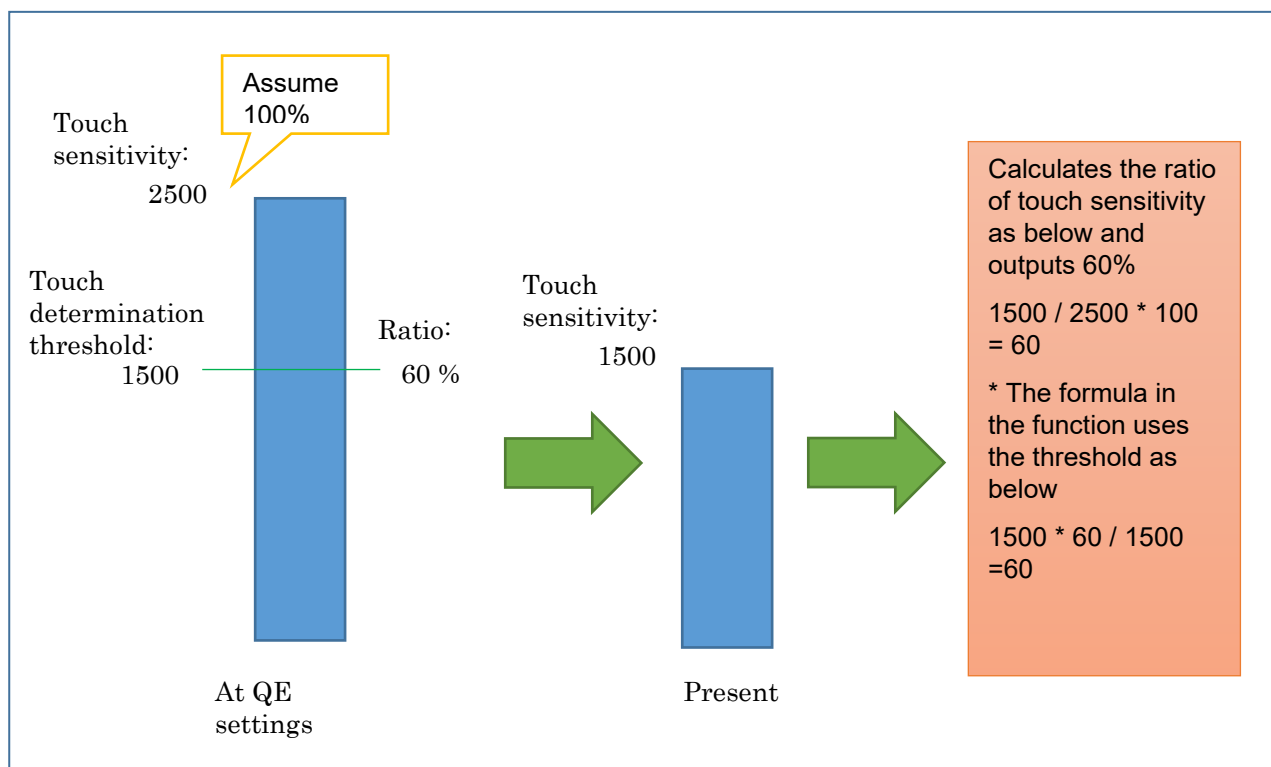 Assume
100%
Touch
sensitivity:
2500
Touch
determination
threshold:
1500
Ratio:
60 %
At QE
settings
Touch
sensitivity:
1500
Present
Calculates the ratio
of touch sensitivity
as below and
outputs 60%
1500 / 2500 * 100
= 60
* The formula in
the function uses
the threshold as
below
1500 * 60 / 1500
=60